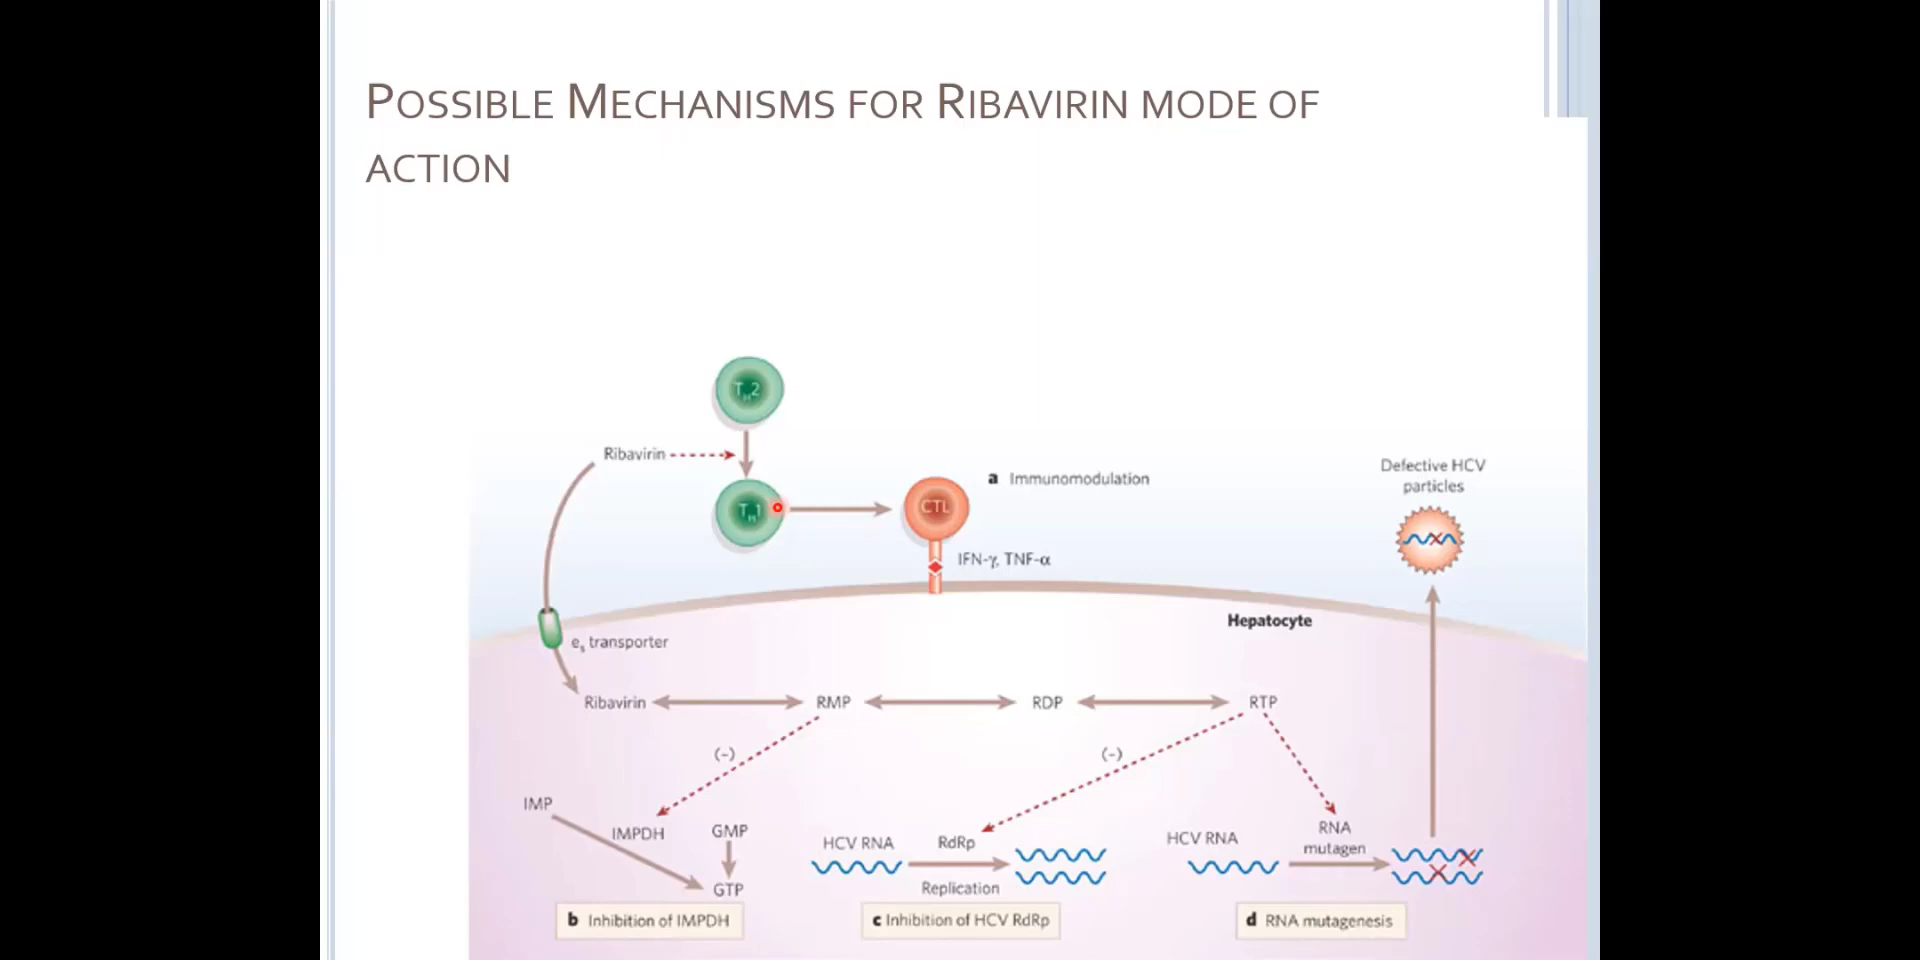 POSSIBLE MECHANISMS FOR RIBAVIRIN MODE OF
ACTION
TH2
Ribavirin
TH1
CTL
a Immunomodulation
IFN-γ, TNF-α
Defective HCV
particles
Hepatocyte
es transporter
Ribavirin
RMP
RDP
RTP
(-)
(-)
IMP
IMPDH
GMP
GTP
HCV RNA
RdRp
Replication
HCV RNA
RNA
mutagen
b Inhibition of IMPDH
c Inhibition of HCV RdRp
d RNA mutagenesis